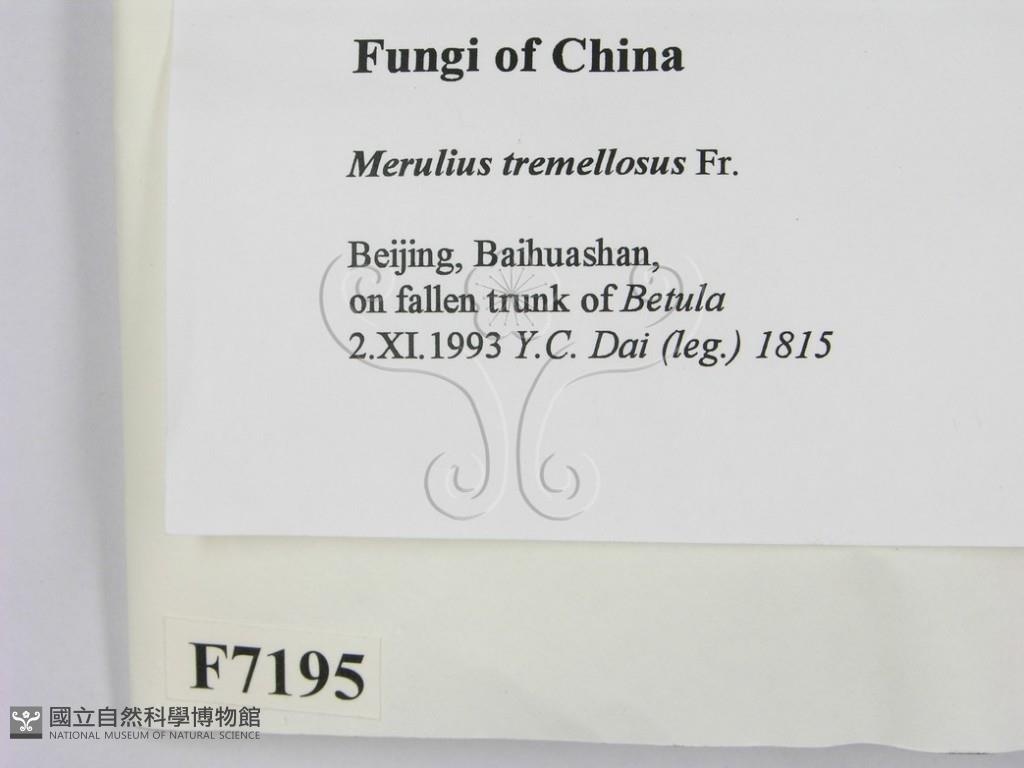 Fungi of China
Merulius tremellosus Fr.
Beijing, Baihuashan,
on fallen trunk of Betula
2.XI.1993 Y.C. Dai (leg.) 1815
F7195
國立自然科學博物館
NATIONAL MUSEUM OF NATURAL SCIENCE